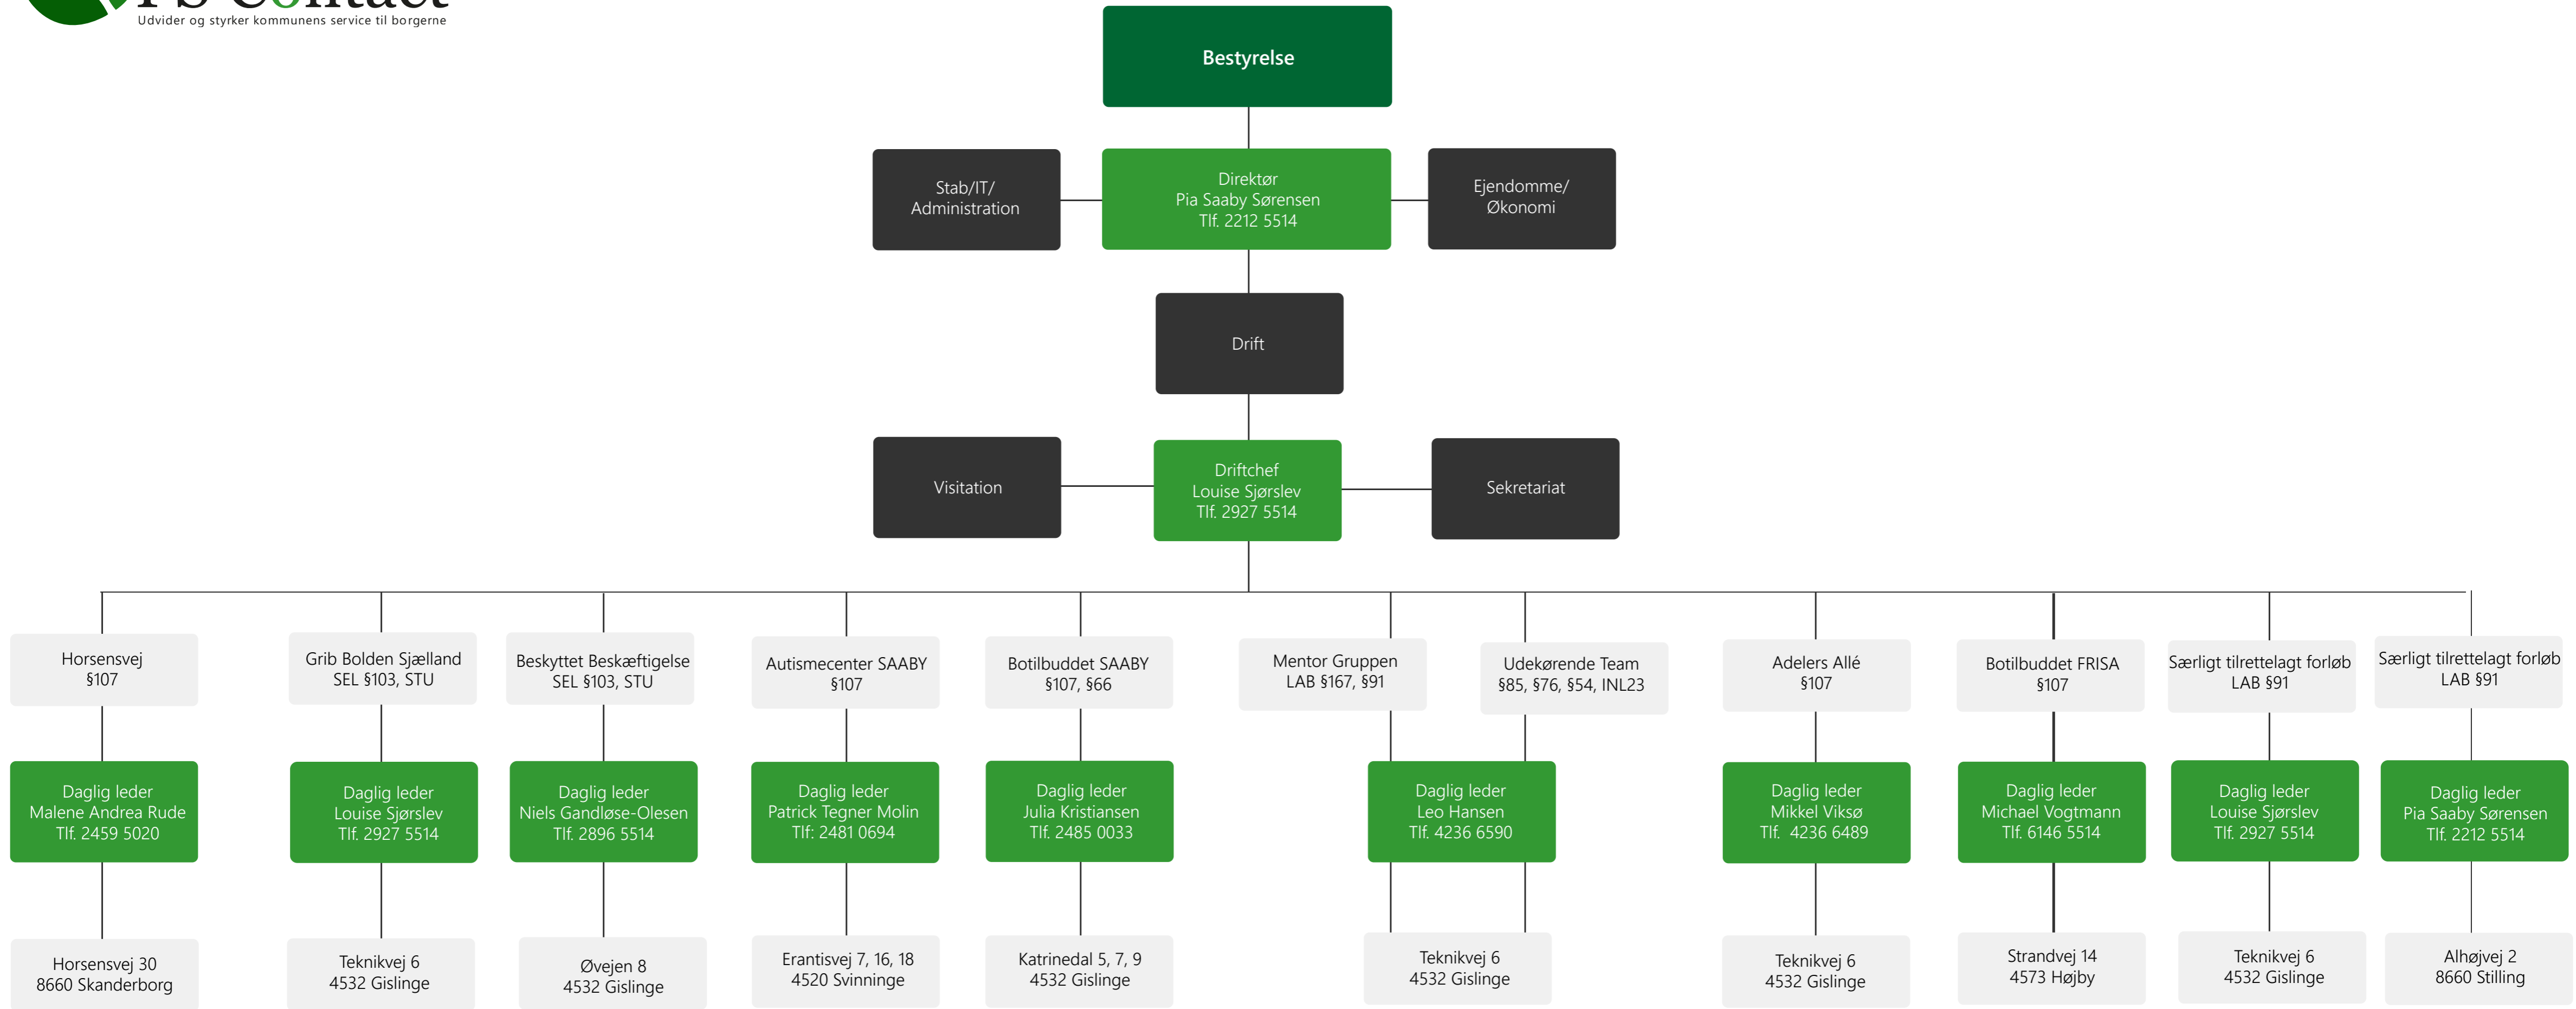 PS Contact
Udvider og styrker kommunens service til borgerne
Bestyrelse
Stab/IT/
Administration
Direktør
Pia Saaby Sørensen
Tlf. 2212 5514
Ejendomme/
Økonomi
Drift
Visitation
Driftchef
Louise Sjørslev
Tlf. 2927 5514
Sekretariat
Horsensvej
§107
Grib Bolden Sjælland
SEL §103, STU
Beskyttet Beskæftigelse
SEL §103, STU
Autismecenter SAABY
§107
Botilbuddet SAABY
§107, §66
Mentor Gruppen
LAB §167, §91
Udekørende Team
§85, §76, §54, INL23
Adelers Allé
§107
Botilbuddet FRISA
§107
Særligt tilrettelagt forløb
LAB §91
Særligt tilrettelagt forløb
LAB §91
Daglig leder
Malene Andrea Rude
Tlf. 2459 5020
Daglig leder
Louise Sjørslev
Tlf. 2927 5514
Daglig leder
Niels Gandløse-Olesen
Tlf. 2896 5514
Daglig leder
Patrick Tegner Molin
Tlf: 2481 0694
Daglig leder
Julia Kristiansen
Tlf. 2485 0033
Daglig leder
Leo Hansen
Tlf. 4236 6590
Daglig leder
Mikkel Viksø
Tlf. 4236 6489
Daglig leder
Michael Vogtmann
Tlf. 6146 5514
Daglig leder
Louise Sjørslev
Tlf. 2927 5514
Daglig leder
Pia Saaby Sørensen
Tlf. 2212 5514
Horsensvej 30
8660 Skanderborg
Teknikvej 6
4532 Gislinge
Øvejen 8
4532 Gislinge
Erantisvej 7, 16, 18
4520 Svinninge
Katrinedal 5, 7, 9
4532 Gislinge
Teknikvej 6
4532 Gislinge
Teknikvej 6
4532 Gislinge
Strandvej 14
4573 Højby
Teknikvej 6
4532 Gislinge
Alhøjvej 2
8660 Stilling